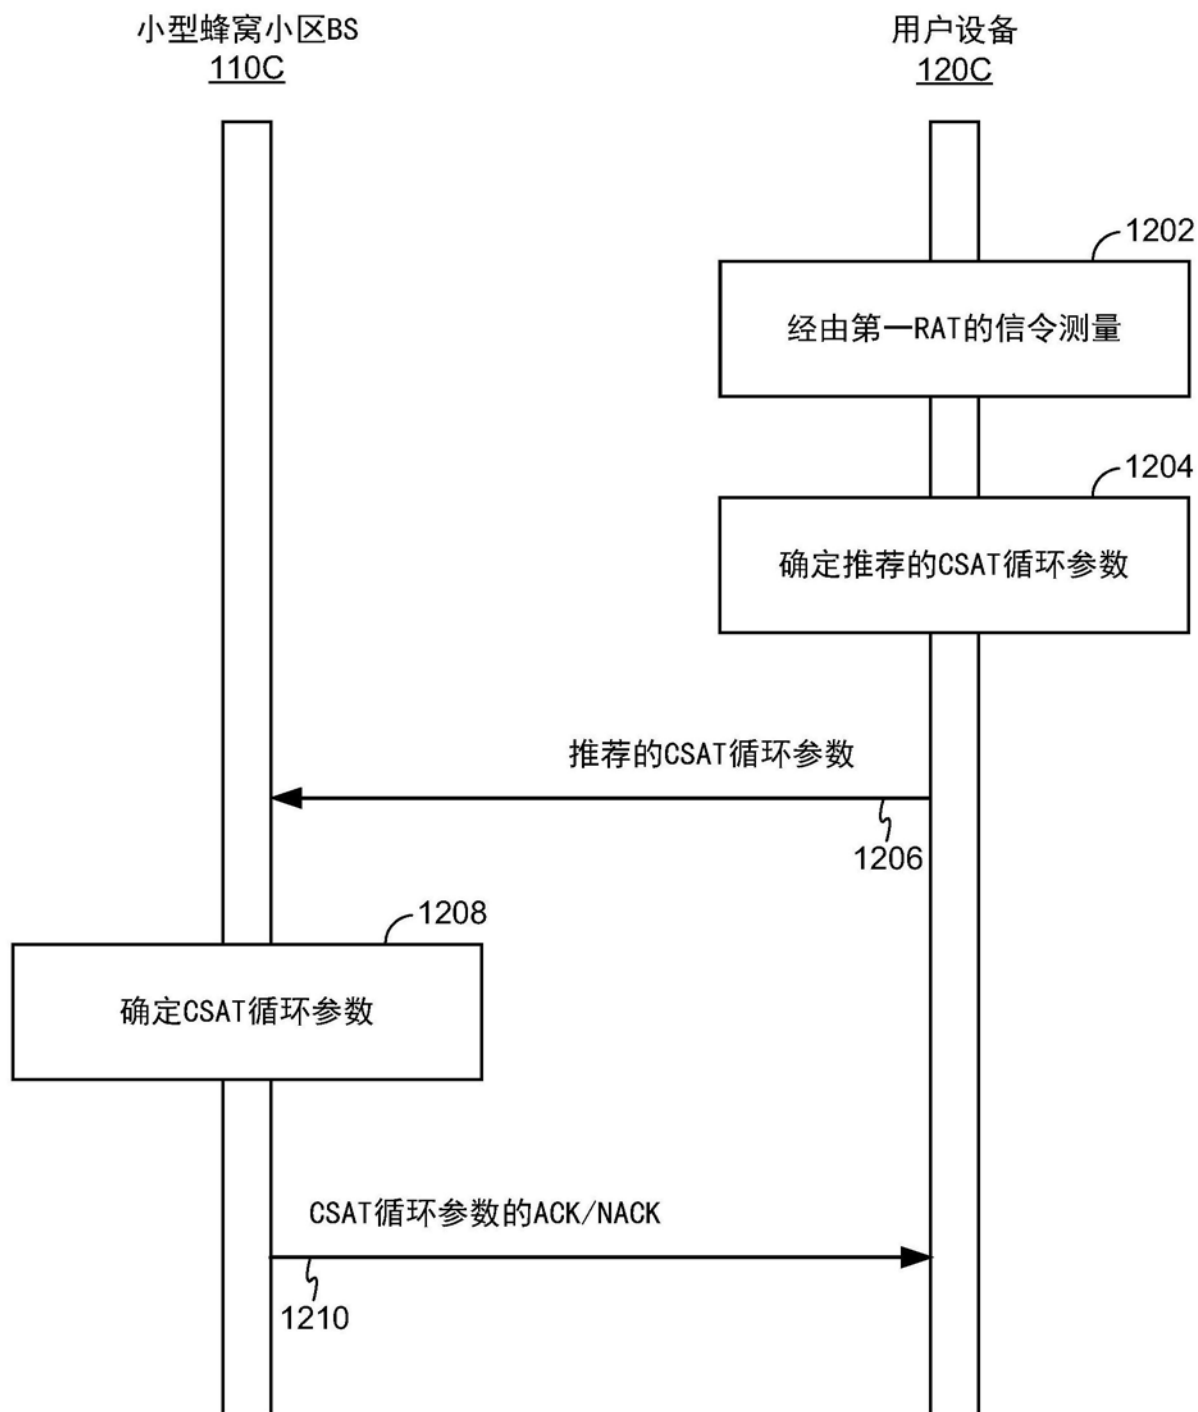 小型蜂窝小区BS
110C
用户设备
120C
1202
经由第一RAT的信令测量
1204
确定推荐的CSAT循环参数
推荐的CSAT循环参数
1206
1208
确定CSAT循环参数
CSAT循环参数的ACK/NACK
1210